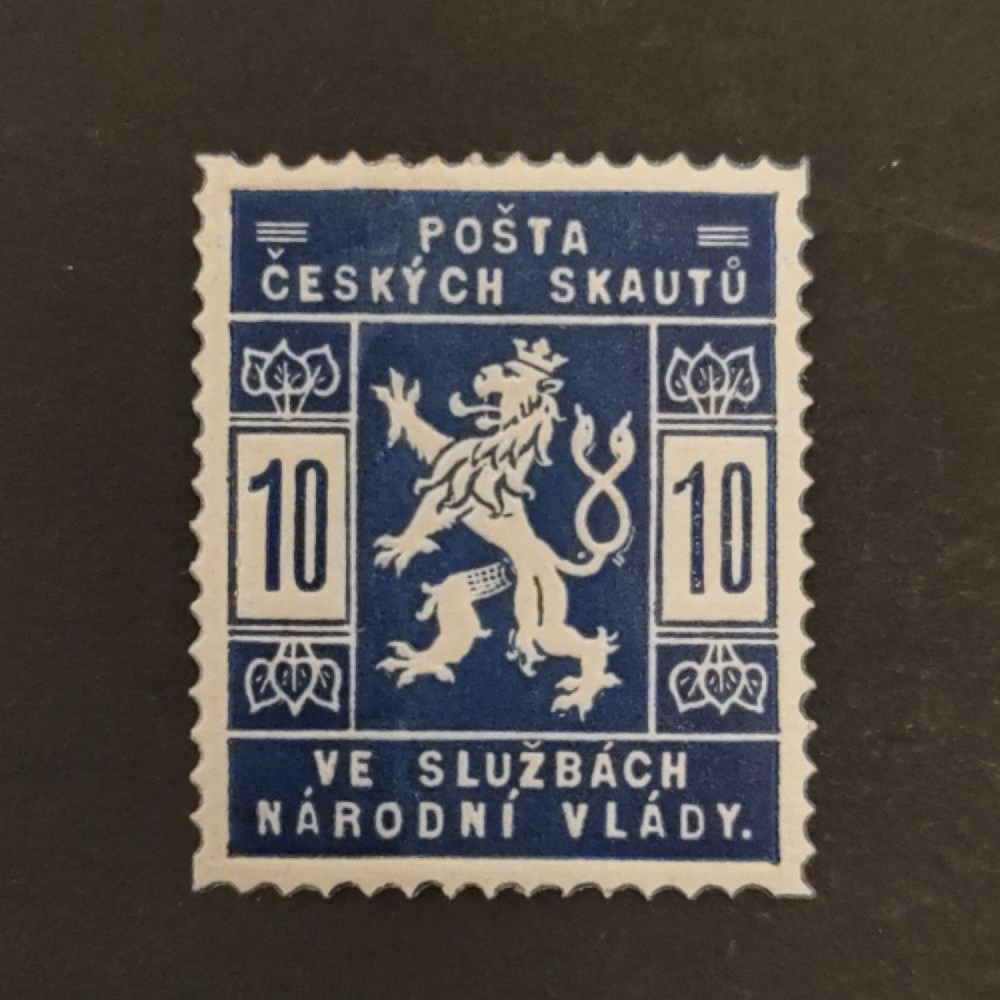 POŠTA
ČESKÝCH SKAUTŮ
10 10
VE SLUŽBÁCH
NÁRODNÍ VLÁDY.